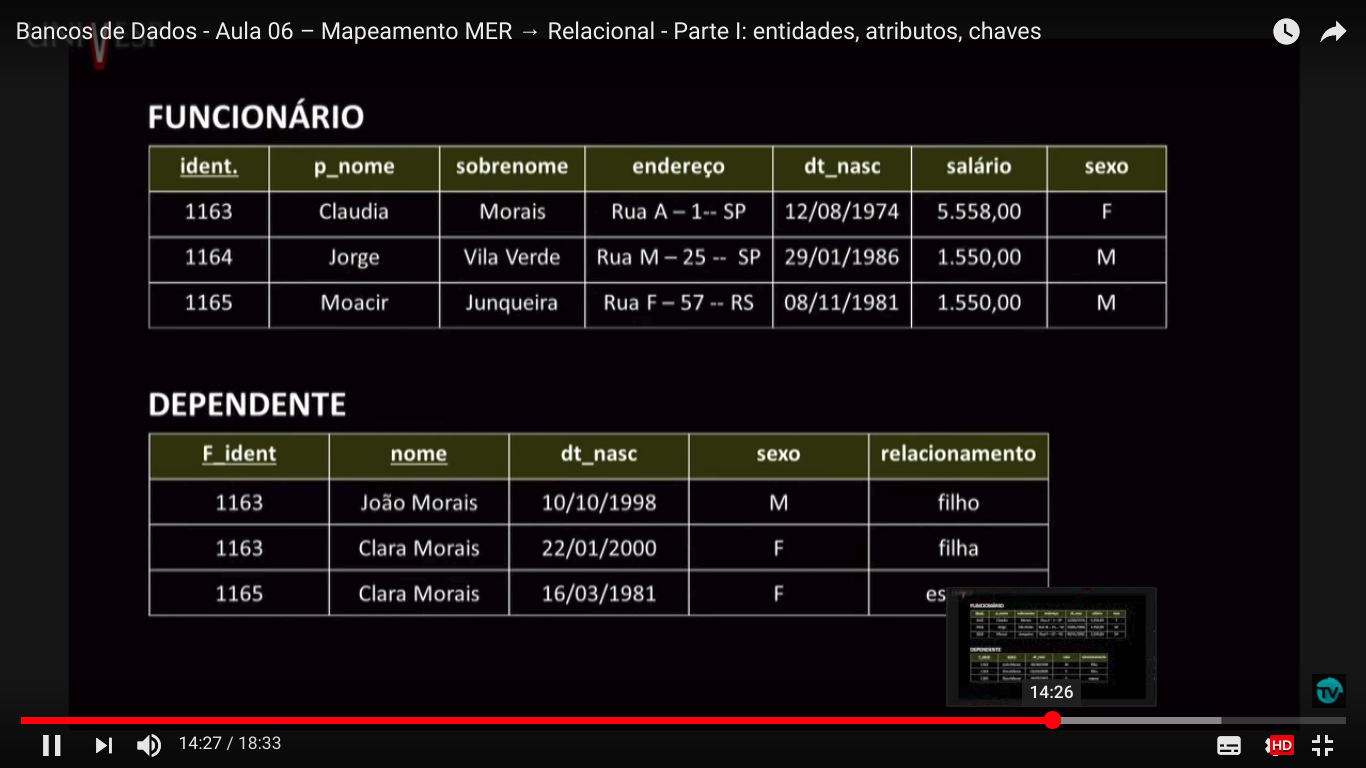 Bancos de Dados - Aula 06 – Mapeamento MER → Relacional - Parte I: entidades, atributos, chaves
FUNCIONÁRIO
ident. p_nome sobrenome endereço dt_nasc salário sexo
1163 Claudia Morais Rua A – 1-- SP 12/08/1974 5.558,00 F
1164 Jorge Vila Verde Rua M – 25 -- SP 29/01/1986 1.550,00 M
1165 Moacir Junqueira Rua F – 57 -- RS 08/11/1981 1.550,00 M
DEPENDENTE
F_ident nome dt_nasc sexo relacionamento
1163 João Morais 10/10/1998 M filho
1163 Clara Morais 22/01/2000 F filha
1165 Clara Morais 16/03/1981 F
14:26
TV
14:27 / 18:33
HD